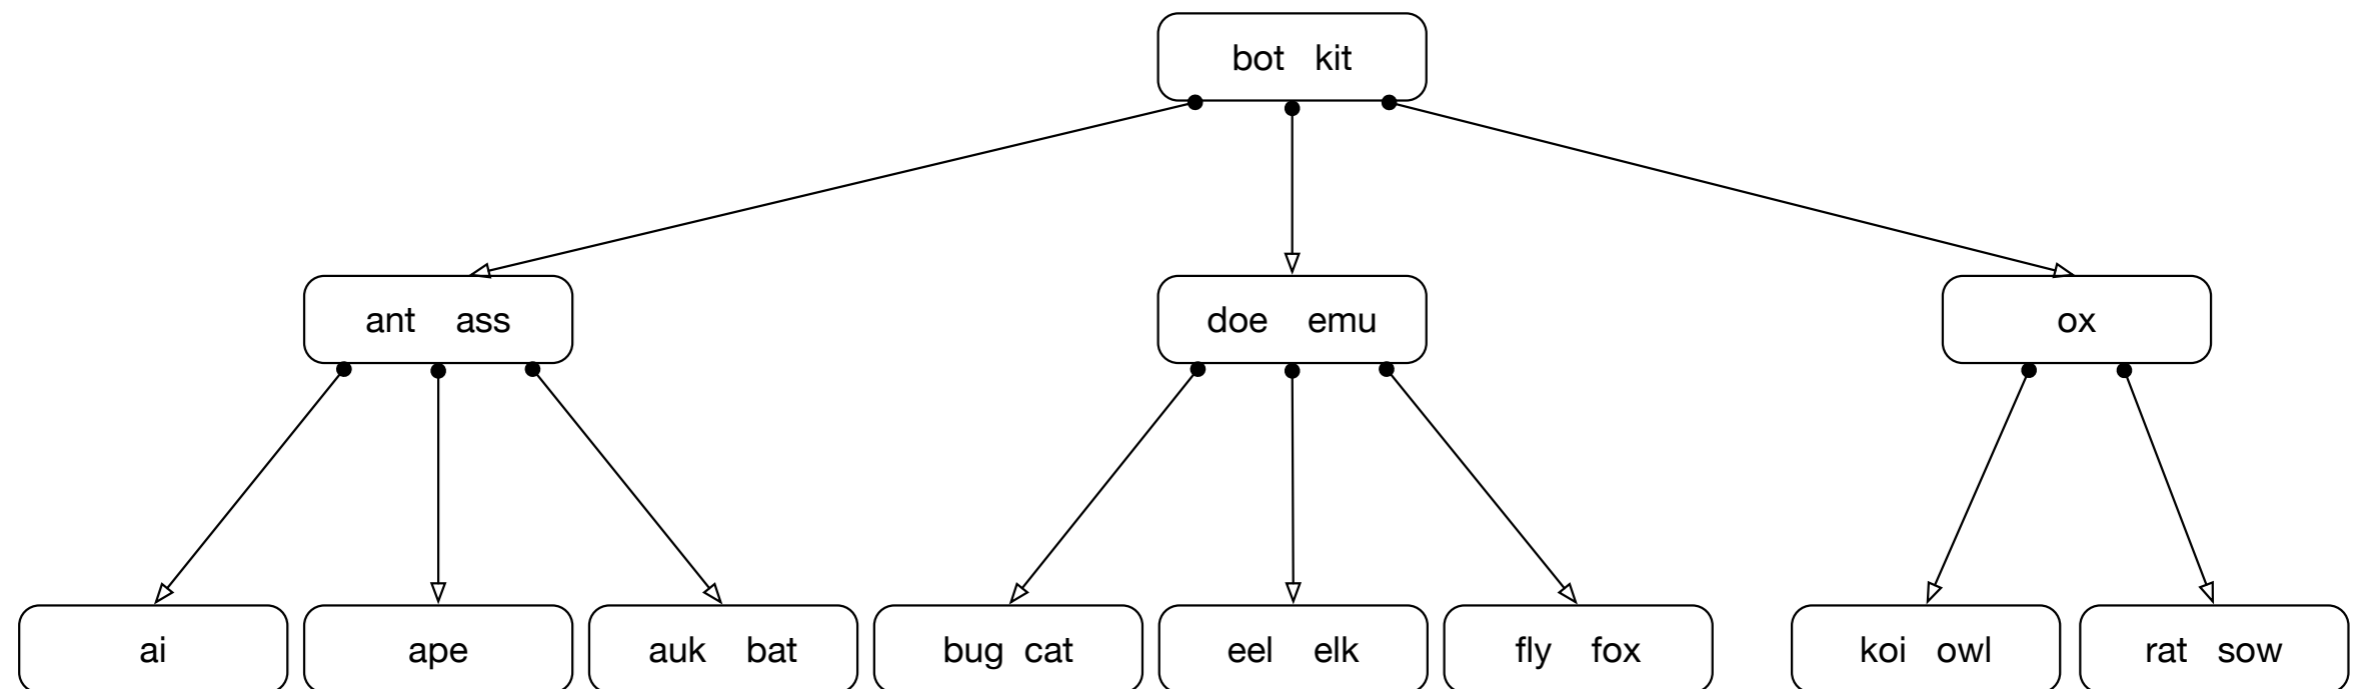 bot kit
ant ass
doe emu
ox
ai
ape
auk bat
bug cat
eel elk
fly fox
koi owl
rat sow